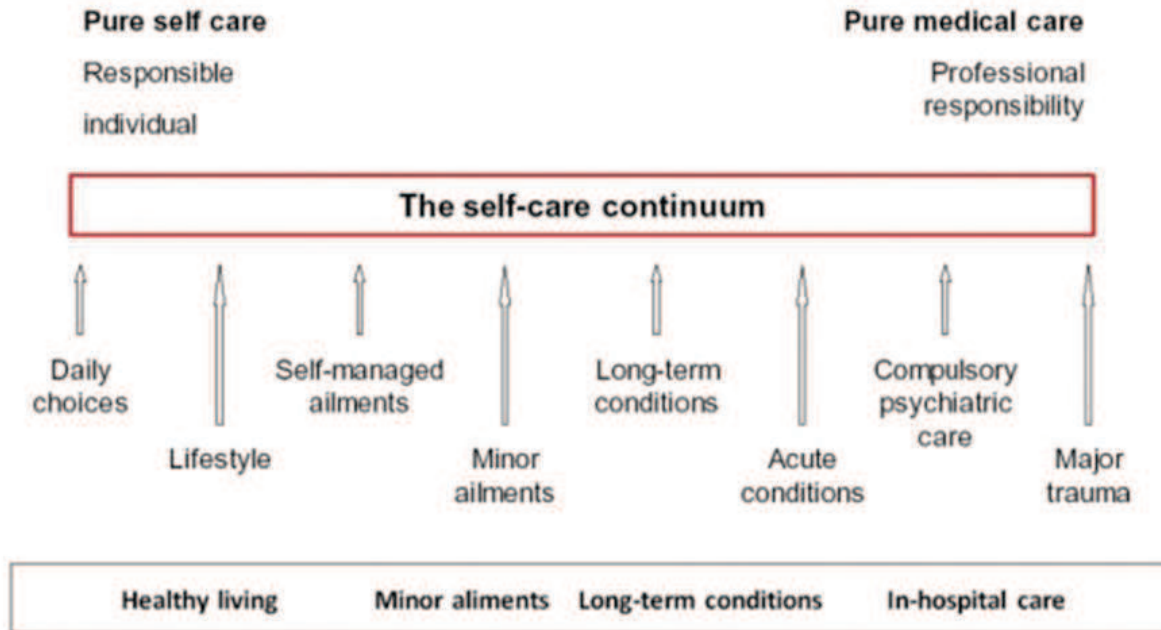 Pure self care
Pure medical care
Responsible
individual
Professional
responsibility
The self-care continuum
Daily
choices
Lifestyle
Self-managed
ailments
Minor
ailments
Long-term
conditions
Acute
conditions
Compulsory
psychiatric
care
Major
trauma
Healthy living
Minor aliments
Long-term conditions
In-hospital care